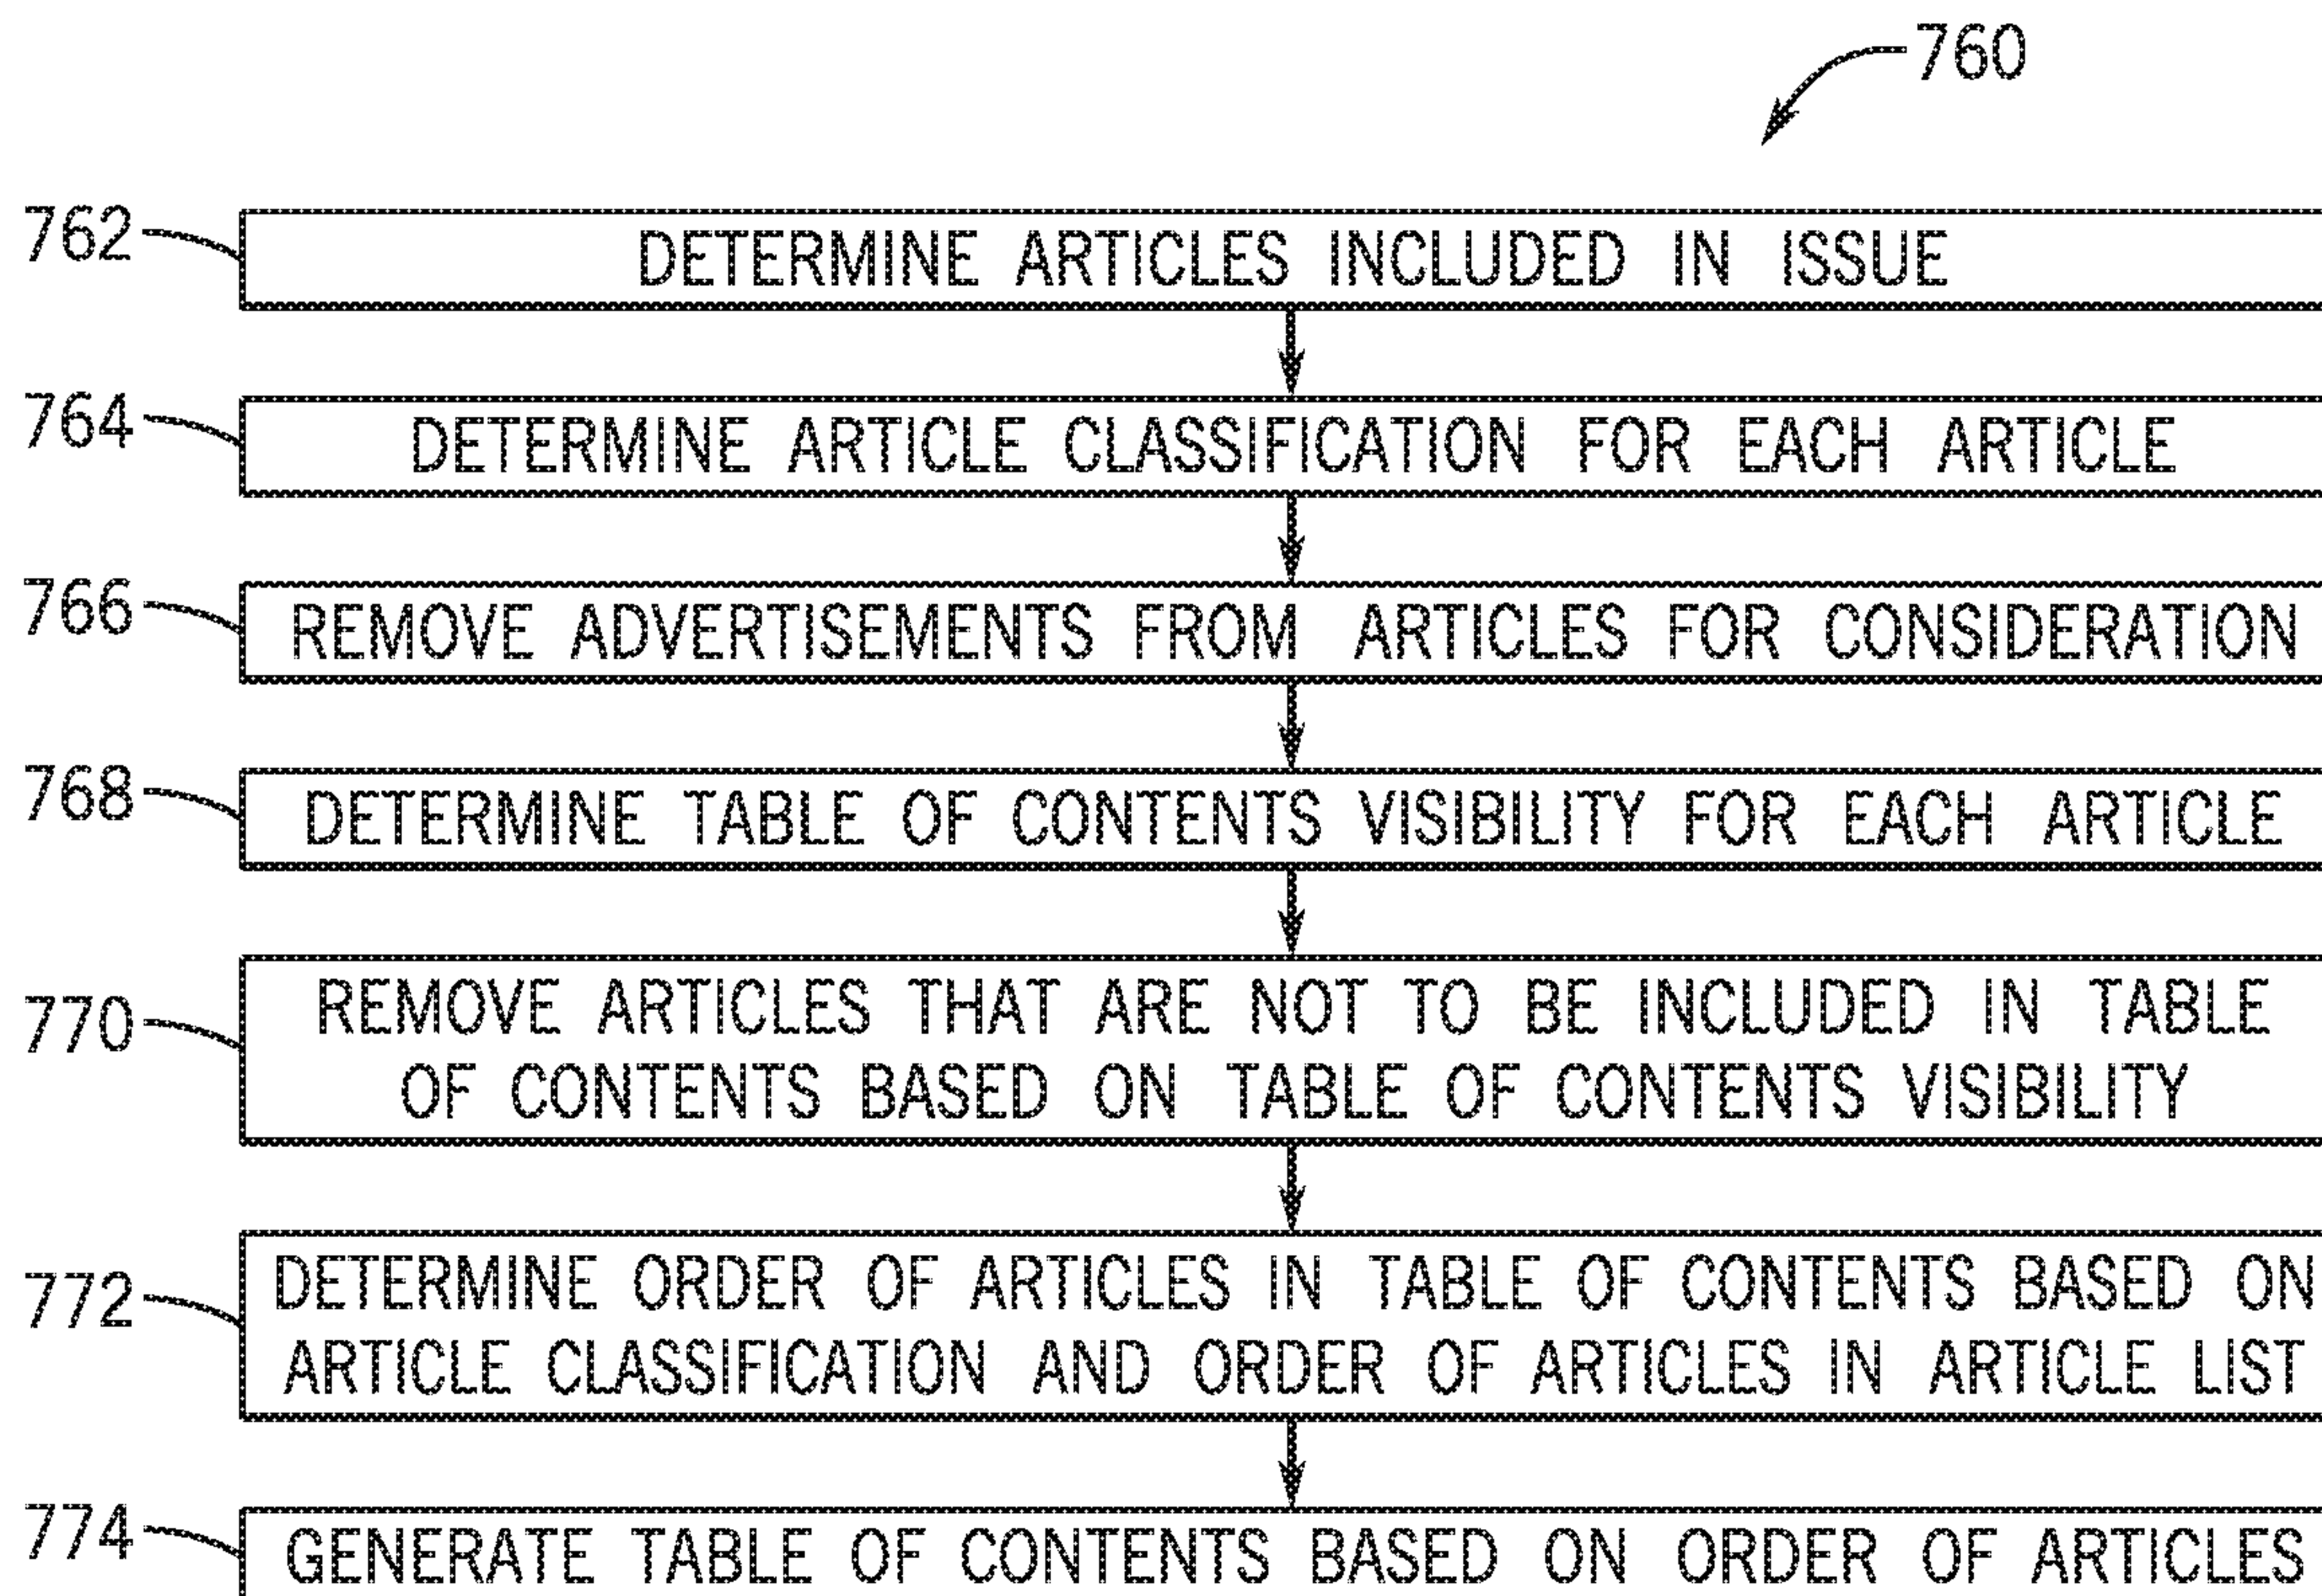 760
762 DETERMINE ARTICLES INCLUDED IN ISSUE
764 DETERMINE ARTICLE CLASSIFICATION FOR EACH ARTICLE
766 REMOVE ADVERTISEMENTS FROM ARTICLES FOR CONSIDERATION
768 DETERMINE TABLE OF CONTENTS VISIBILITY FOR EACH ARTICLE
770 REMOVE ARTICLES THAT ARE NOT TO BE INCLUDED IN TABLE
OF CONTENTS BASED ON TABLE OF CONTENTS VISIBILITY
772 DETERMINE ORDER OF ARTICLES IN TABLE OF CONTENTS BASED ON
ARTICLE CLASSIFICATION AND ORDER OF ARTICLES IN ARTICLE LIST
774 GENERATE TABLE OF CONTENTS BASED ON ORDER OF ARTICLES